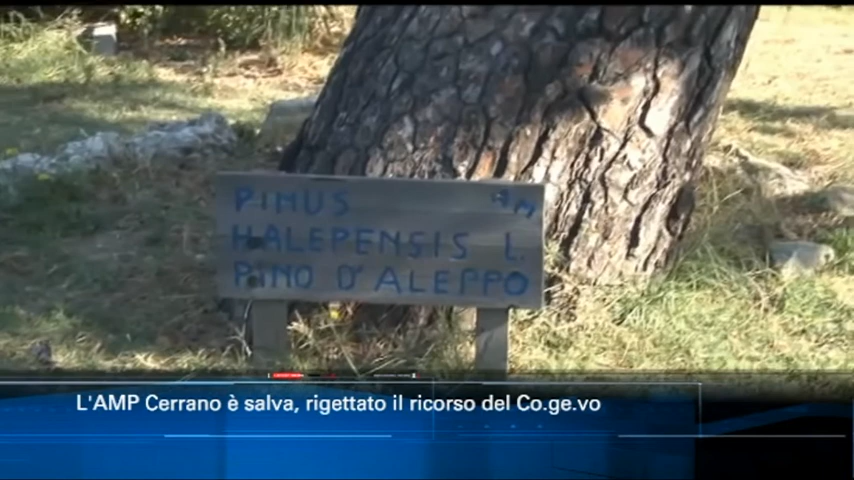 PINUS AM
HALEPENSIS L.
PINO D'ALEPPO
L'AMP Cerrano è salva, rigettato il ricorso del Co.ge.vo